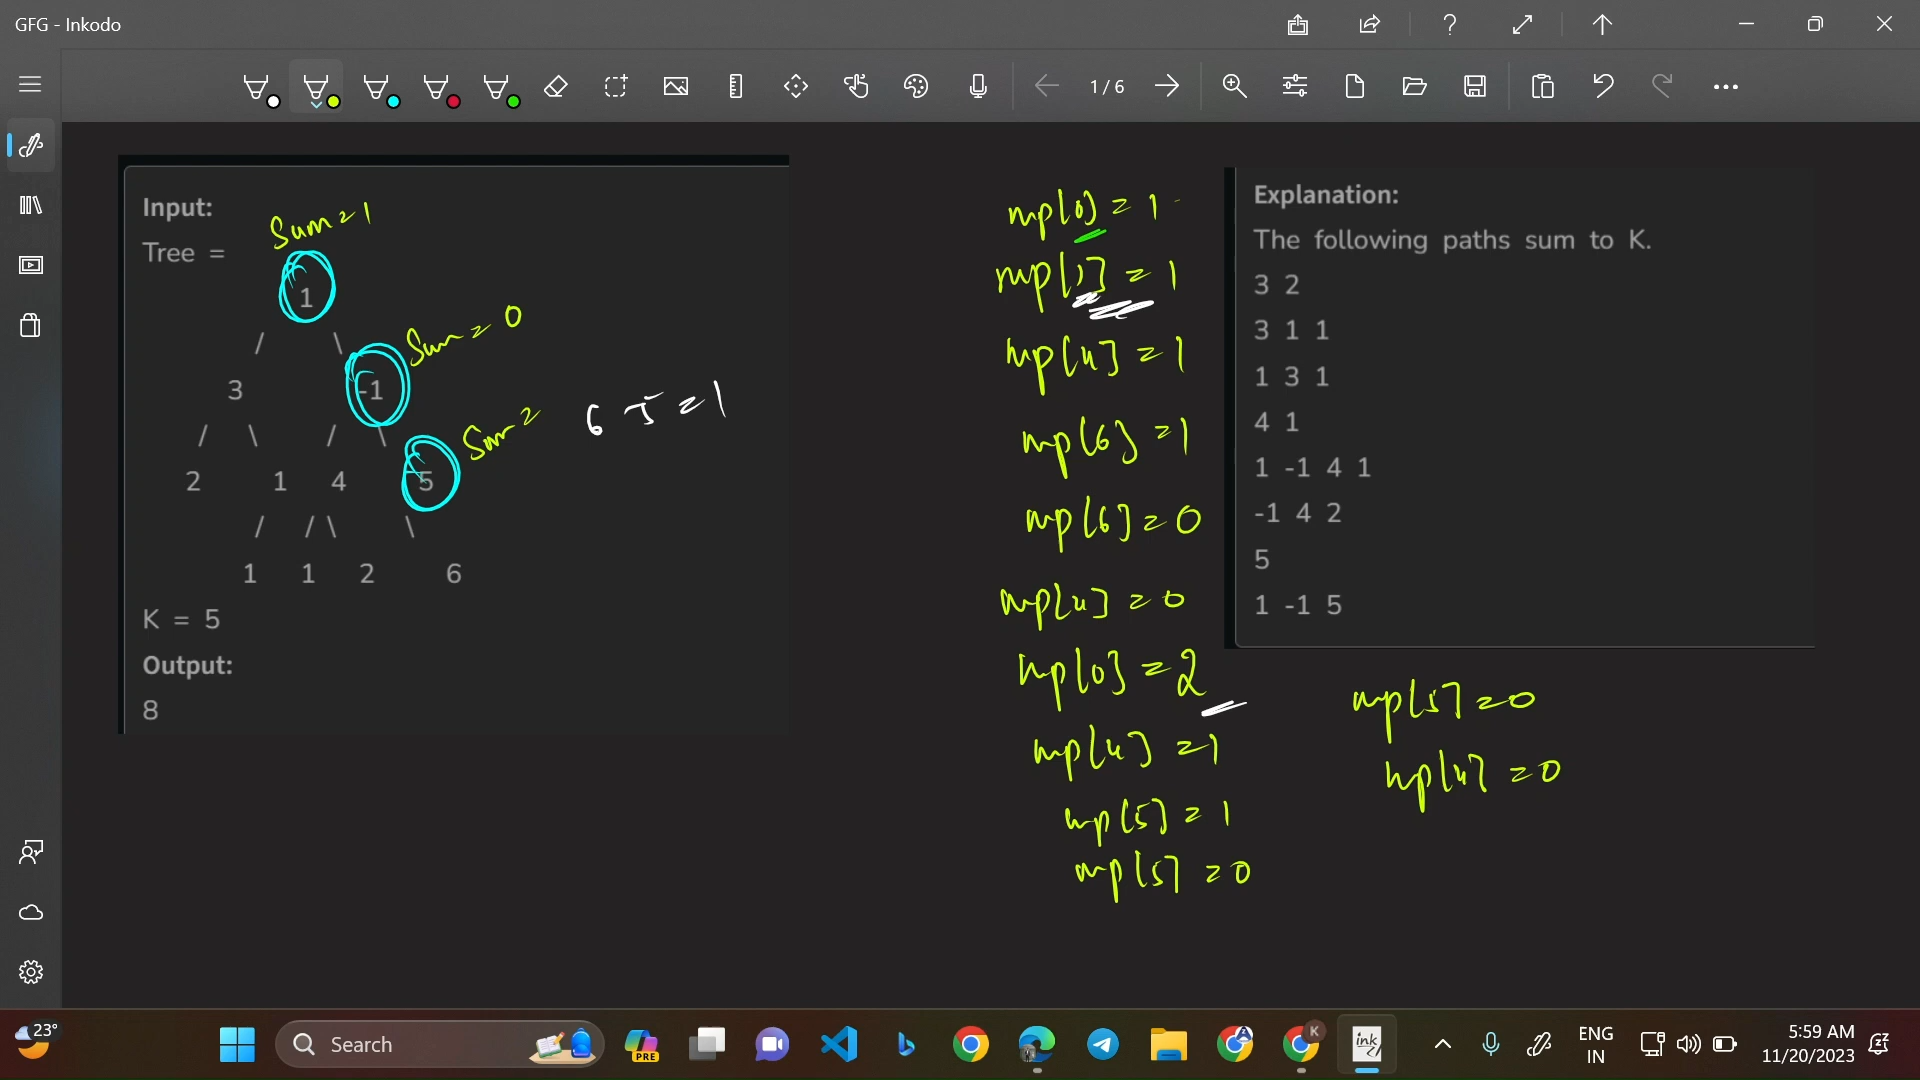 GFG - Inkodo
1 / 6
Input:
Sum = 1
Tree =
1
Sum = 0
3 -1
Sum =
6 - 5 = 1
2 1 4 5
1 1 2 6
K = 5
Output:
8
mp[0] = 1
mp[1] = 1
mp[4] = 1
mp[6] = 1
mp[6] = 0
mp[4] = 0
mp[0] = 2
mp[4] = 1
mp[5] = 1
mp[5] = 0
Explanation:
The following paths sum to K.
3 2
3 1 1
1 3 1
4 1
1 -1 4 1
-1 4 2
5
1 -1 5
mp[5] = 0
mp[4] = 0
23°
Search
PRE
K
ink
ENG
IN
5:59 AM
11/20/2023